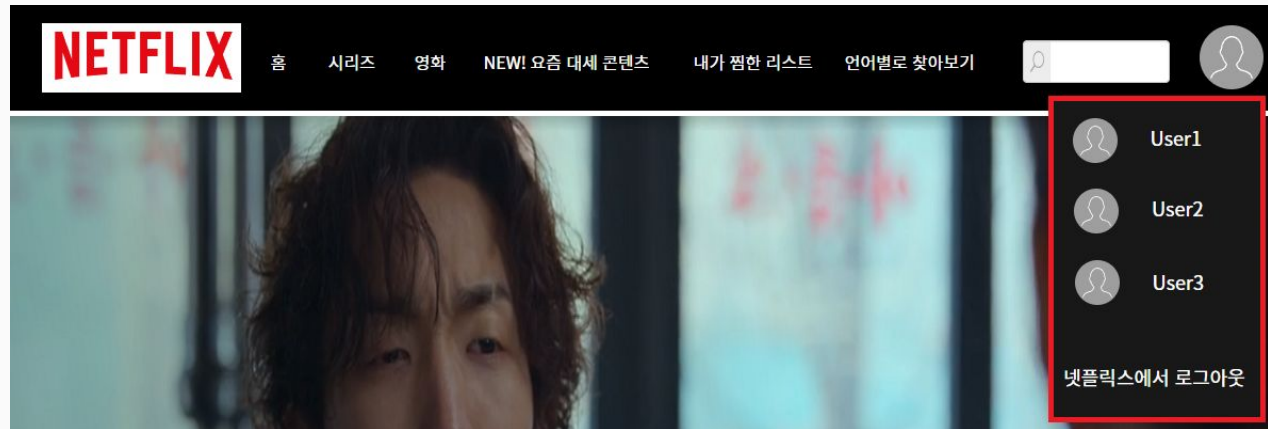 NETFLIX 홈 시리즈 영화 NEW! 요즘 대세 콘텐츠 내가 찜한 리스트 언어별로 찾아보기
User1
User2
User3
넷플릭스에서 로그아웃